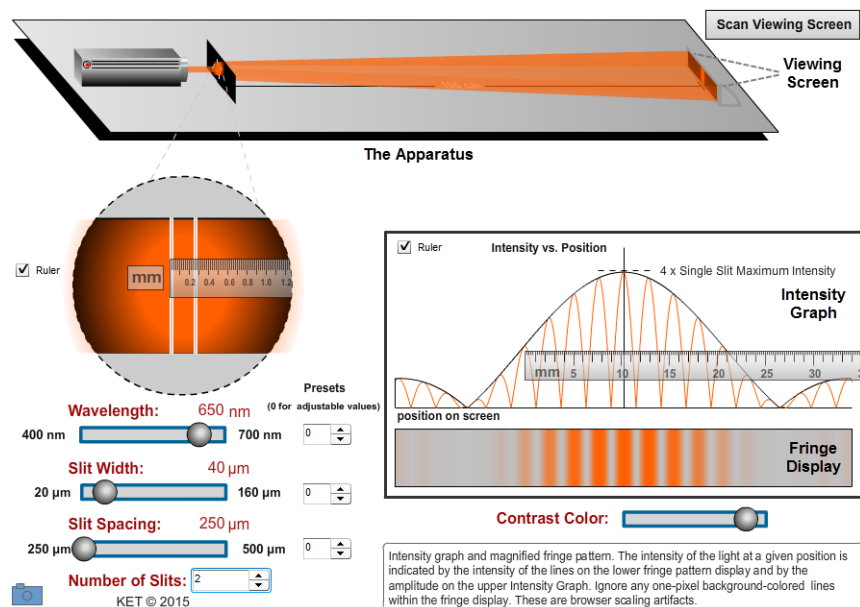 Scan Viewing Screen
Viewing
Screen
The Apparatus
Ruler
mm
0.2 0.4 0.6 0.8 1.0 1.2
Presets
(0 for adjustable values)
Wavelength: 650 nm
400 nm 700 nm 0
Slit Width: 40 µm
20 µm 160 µm 0
Slit Spacing: 250 µm
250 µm 500 µm 0
Number of Slits: 2
KET © 2015
Ruler
Intensity vs. Position
4 x Single Slit Maximum Intensity
Intensity
Graph
mm 5 10 15 20 25 30
position on screen
Fringe
Display
Contrast Color:
Intensity graph and magnified fringe pattern. The intensity of the light at a given position is
indicated by the intensity of the lines on the lower fringe pattern display and by the
amplitude on the upper Intensity Graph. Ignore any one-pixel background-colored lines
within the fringe display. These are browser scaling artifacts.